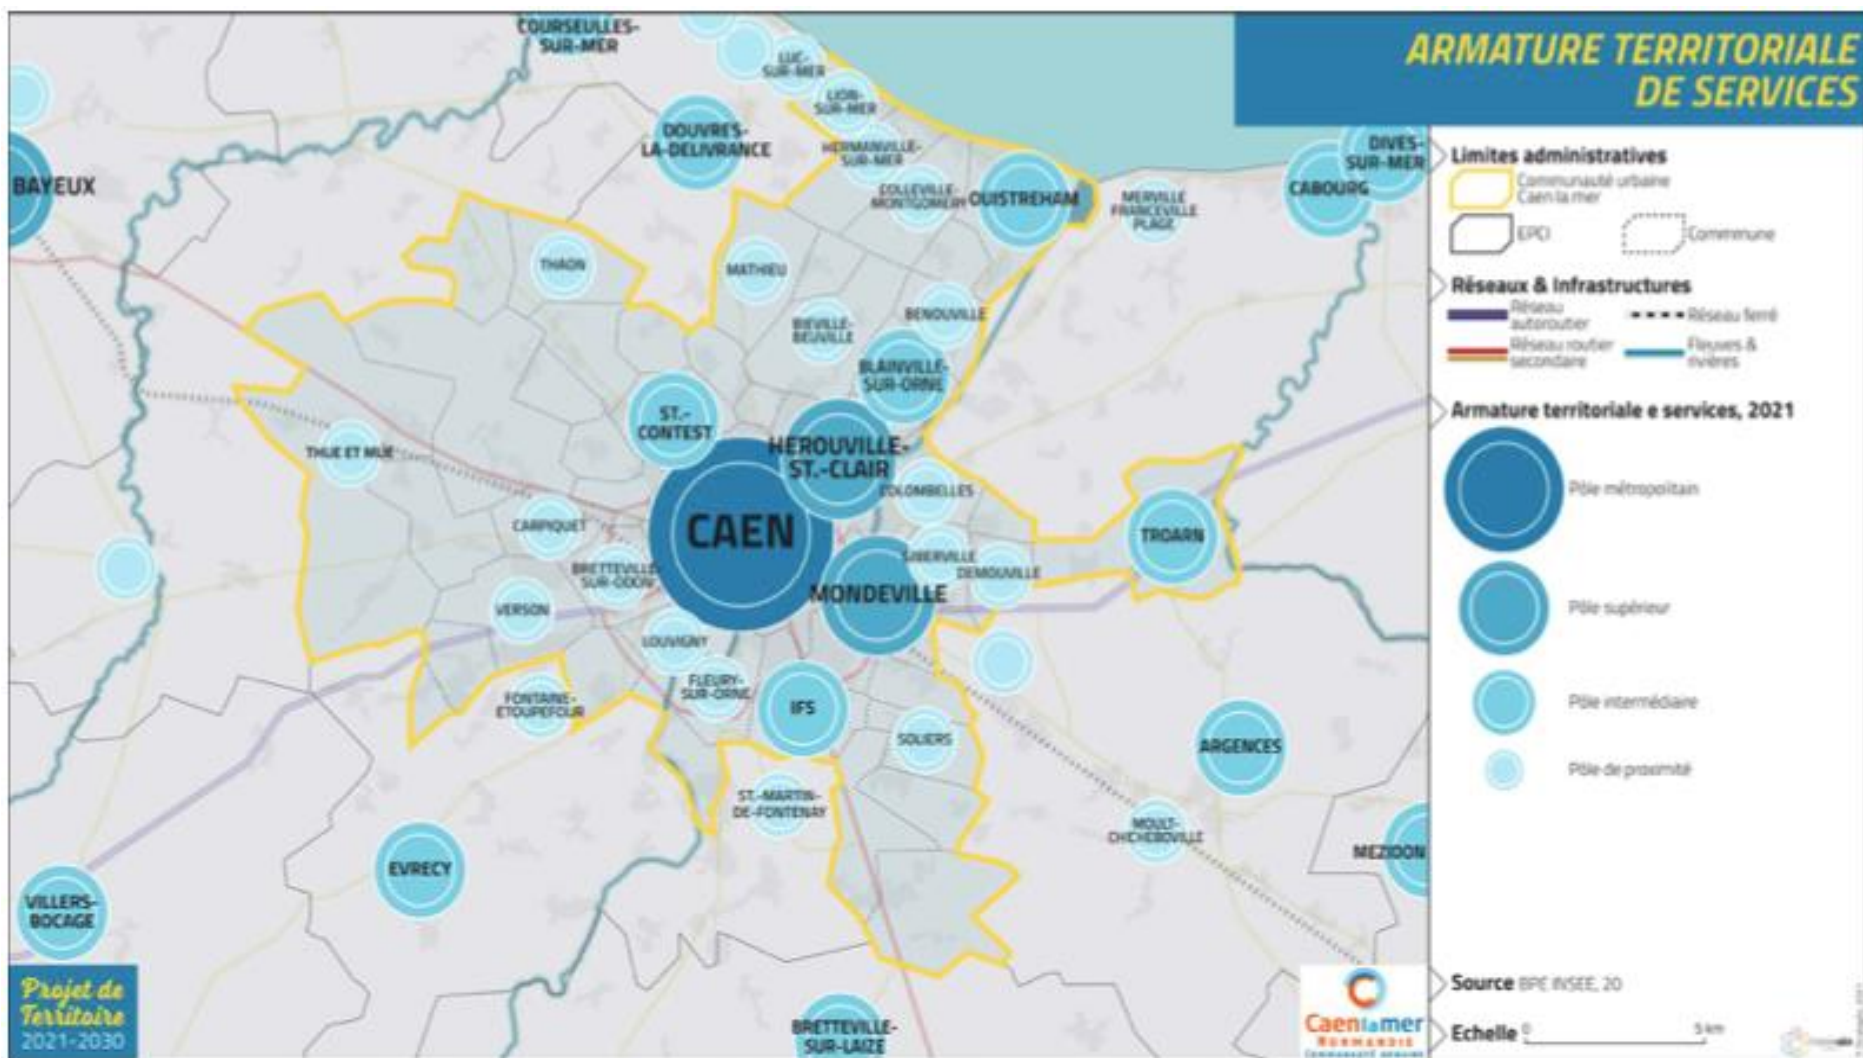 ARMATURE TERRITORIALE
DE SERVICES
COURSEULLES-
SUR-MER
LUC-
SUR-MER
LION-
SUR-MER
DOUVRES-
LA-DELIVRANCE
HERMANVILLE-
SUR-MER
COLLEVILLE-
MONTGOMERY
OUISTREHAM
MERVILLE
FRANCEVILLE
PLAGE
CABOURG
DIVES-
SUR-MER
BAYEUX
THAON
MATHIEU
BIEVILLE-
BEUVILLE
BENOUVILLE
BLAINVILLE-
SUR-ORNE
ST.-
CONTEST
HEROUVILLE-
ST.-CLAIR
THUE ET MUE
COLOMBELLES
CARPIQUET
CAEN
TROARN
BRETTEVILLE-
SUR-ODON
GIBERVILLE
DEMOUVILLE
MONDEVILLE
VERSON
LOUVIGNY
FLEURY-
SUR-ORNE
FONTAINE-
ETOUPEFOUR
IFS
SOLIERS
ARGENCES
ST.-MARTIN-
DE-FONTENAY
MOULT-
CHICHEBOVILLE
MEZIDON
EVRECY
VILLERS-
BOCAGE
BRETTEVILLE-
SUR-LAIZE
Projet de
Territoire
2021-2030
Caenlamer
NORMANDIE
COMMUNAUTÉ URBAINE
Limites administratives
Communauté urbaine
Caen la mer
EPCI
Commune
Réseaux & Infrastructures
Réseau
autoroutier
Réseau ferré
Réseau routier
secondaire
Fleuves &
rivières
Armature territoriale e services, 2021
Pôle métropolitain
Pôle supérieur
Pôle intermédiaire
Pôle de proximité
Source BPE INSEE, 20
Echelle 0 5 km